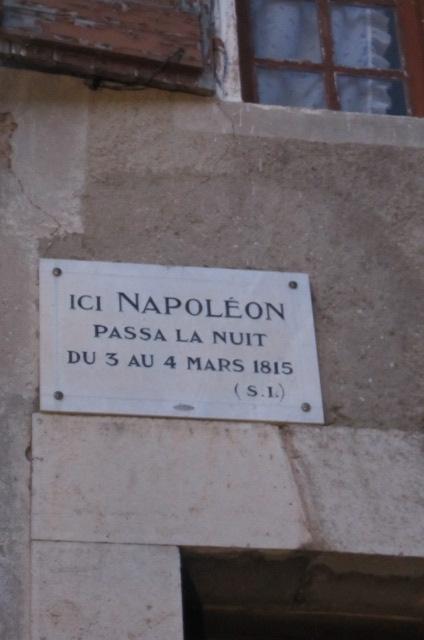 ICI NAPOLÉON
PASSA LA NUIT
DU 3 AU 4 MARS 1815
(S.I.)